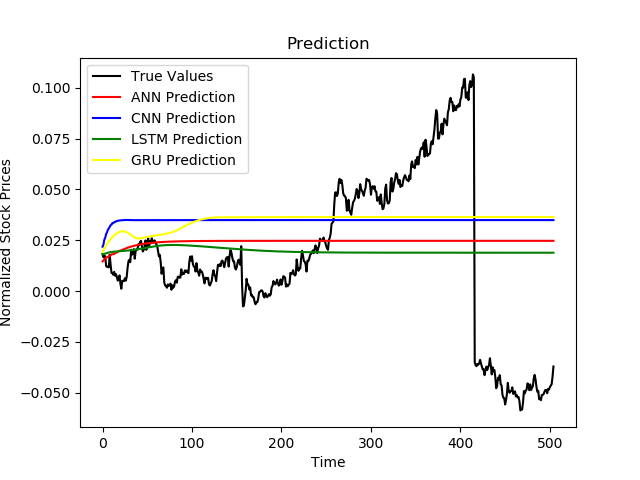 Prediction
True Values
ANN Prediction
CNN Prediction
LSTM Prediction
GRU Prediction
Normalized Stock Prices
0.100
0.075
0.050
0.025
0.000
−0.025
−0.050
0 100 200 300 400 500
Time